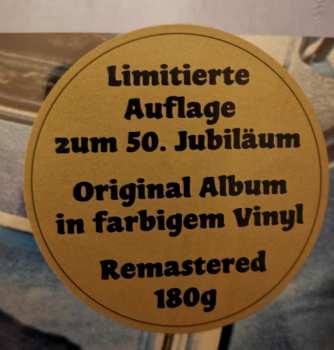 Limitierte
Auflage
zum 50. Jubiläum
Original Album
in farbigem Vinyl
Remastered
180g